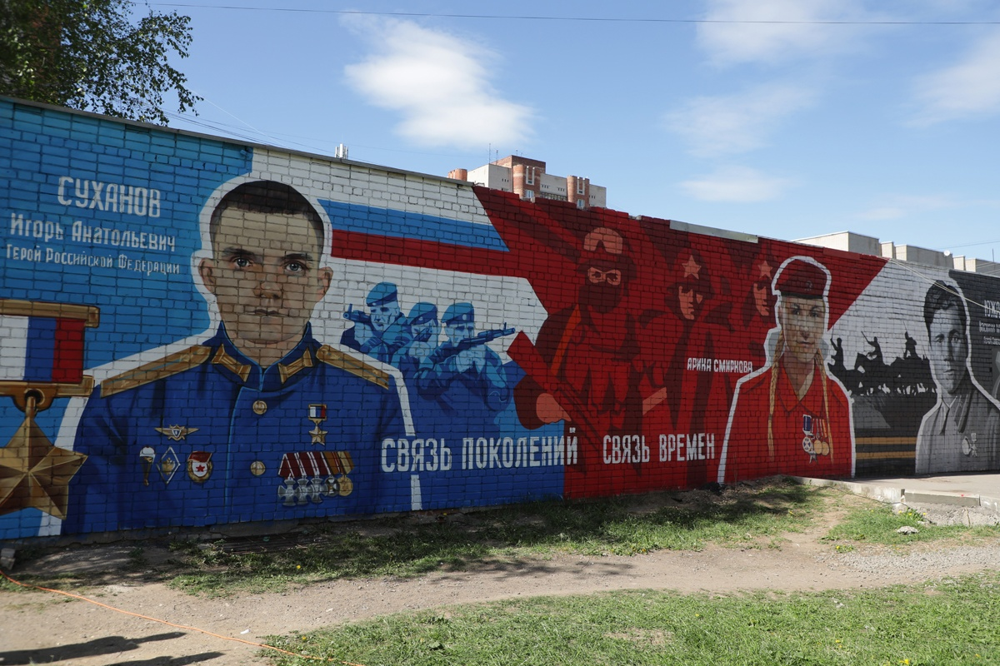 СУХАНОВ
Игорь Анатольевич
Герой Российской Федерации
СВЯЗЬ ПОКОЛЕНИЙ
СВЯЗЬ ВРЕМЕН
АРИНА СМИРНОВА